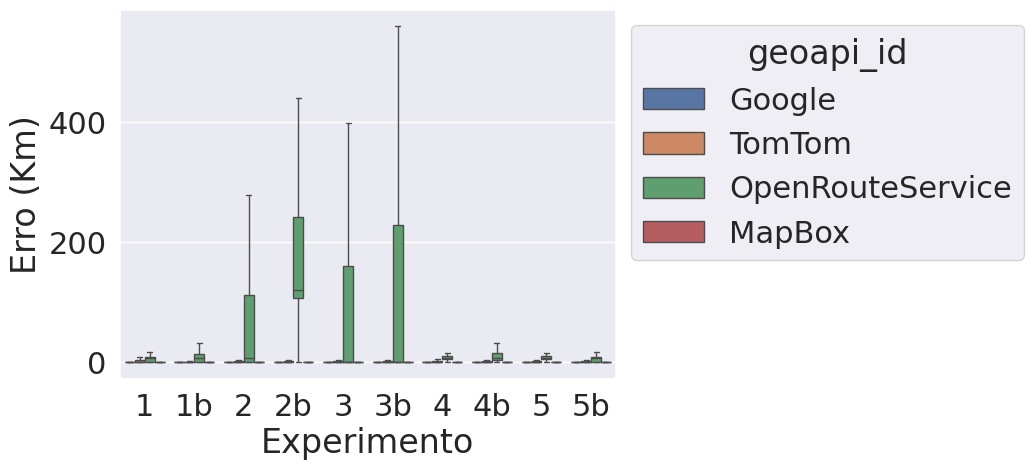 Erro (Km)
400
200
0
1 1b 2 2b 3 3b 4 4b 5 5b
Experimento
geoapi_id
Google
TomTom
OpenRouteService
MapBox